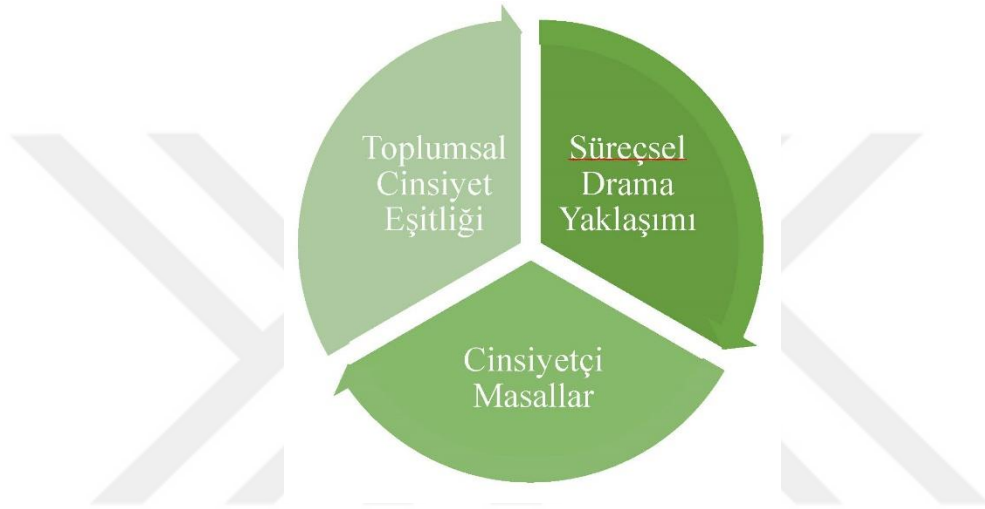 Toplumsal
Cinsiyet
Eşitliği
Süreçsel
Drama
Yaklaşımı
Cinsiyetçi
Masallar